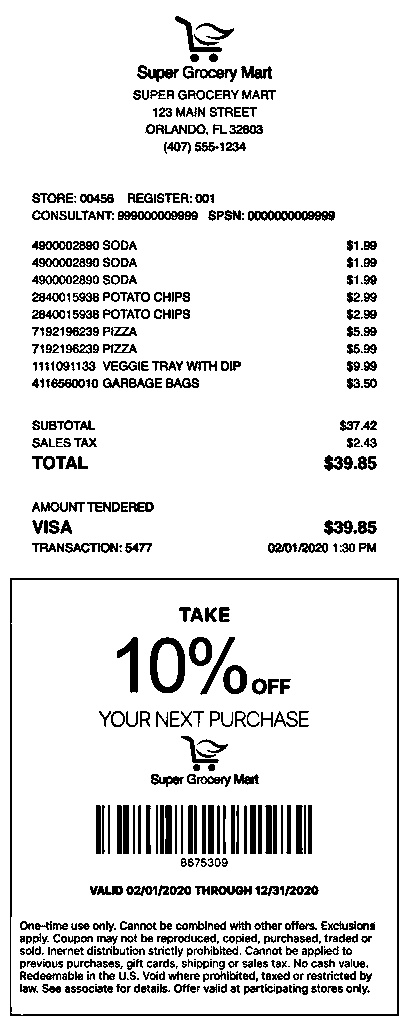 Super Grocery Mart
SUPER GROCERY MART
123 MAIN STREET
ORLANDO, FL 32803
(407) 555-1234
STORE: 00456 REGISTER: 001
CONSULTANT: 999000009999 SPSN: 0000000009999
4900002890 SODA $1.99
4900002890 SODA $1.99
4900002890 SODA $1.99
2840015938 POTATO CHIPS $2.99
2840015938 POTATO CHIPS $2.99
7192196239 PIZZA $5.99
7192196239 PIZZA $5.99
1111091133 VEGGIE TRAY WITH DIP $9.99
4116560010 GARBAGE BAGS $3.50
SUBTOTAL $37.42
SALES TAX $2.43
TOTAL $39.85
AMOUNT TENDERED
VISA $39.85
TRANSACTION: 5477 02/01/2020 1:30 PM
TAKE
10% OFF
YOUR NEXT PURCHASE
Super Grocery Mart
8675309
VALID 02/01/2020 THROUGH 12/31/2020
One-time use only. Cannot be combined with other offers. Exclusions
apply. Coupon may not be reproduced, copied, purchased, traded or
sold. Inernet distribution strictly prohibited. Cannot be applied to
previous purchases, gift cards, shipping or sales tax. No cash value.
Redeemable in the U.S. Void where prohibited, taxed or restricted by
law. See associate for details. Offer valid at participating stores only.